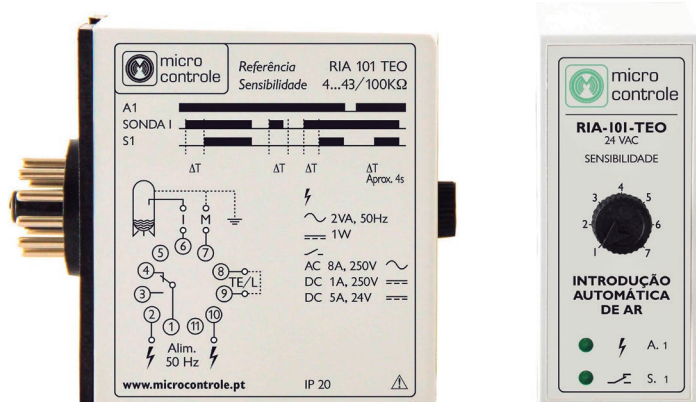 micro
controle
Referência RIA 101 TEO
Sensibilidade 4...43/100KΩ
A1
SONDA I
S1
ΔT ΔT ΔT ΔT
Aprox. 4s
I M
6 7
5
4 8
TE/L
3 9
2 1 11 10
Alim.
50 Hz
2VA, 50Hz
1W
AC 8A, 250V
DC 1A, 250V
DC 5A, 24V
www.microcontrole.pt IP 20
micro
controle
RIA-101-TEO
24 VAC
SENSIBILIDADE
1 2 3 4 5 6 7
INTRODUÇÃO
AUTOMÁTICA
DE AR
A. 1
S. 1